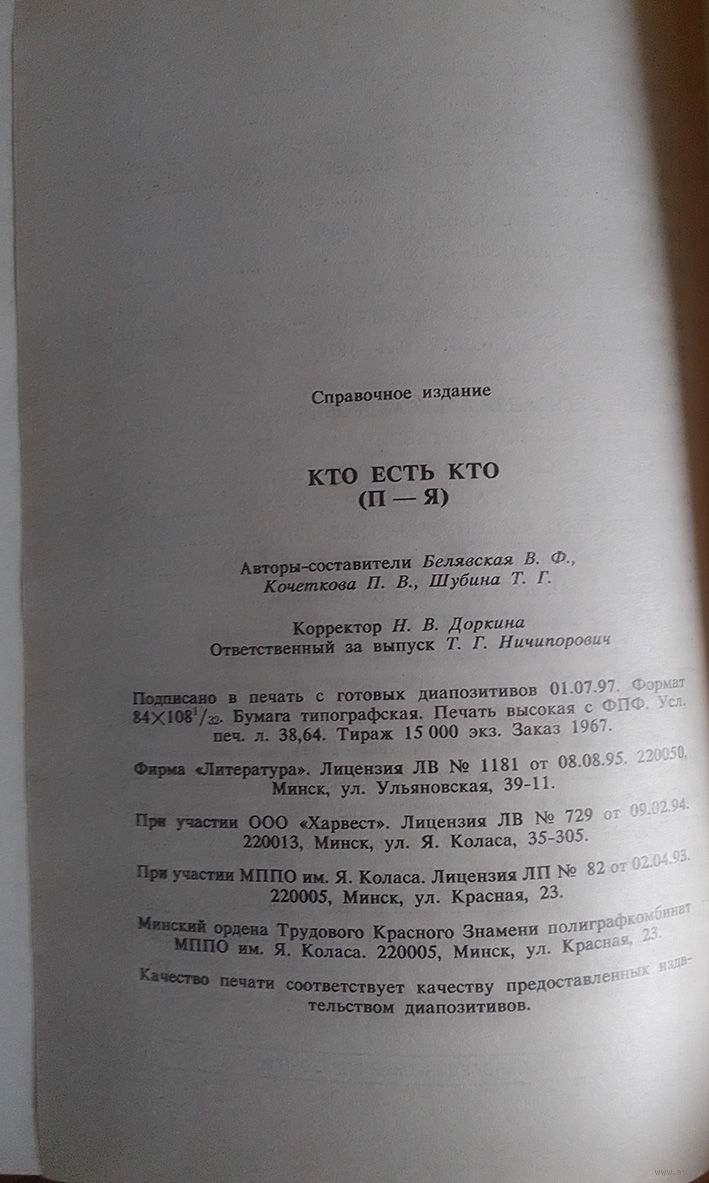 Справочное издание
КТО ЕСТЬ КТО
(П — Я)
Авторы-составители Белявская В. Ф.,
Кочеткова П. В., Шубина Т. Г.
Корректор Н. В. Доркина
Ответственный за выпуск Т. Г. Ничипорович
Подписано в печать с готовых диапозитивов 01.07.97. Формат
84×108¹/₃₂. Бумага типографская. Печать высокая с ФПФ. Усл.
печ. л. 38,64. Тираж 15 000 экз. Заказ 1967.
Фирма «Литература». Лицензия ЛВ № 1181 от 08.08.95. 220050,
Минск, ул. Ульяновская, 39-11.
При участии ООО «Харвест». Лицензия ЛВ № 729 от 09.02.94.
220013, Минск, ул. Я. Коласа, 35-305.
При участии МППО им. Я. Коласа. Лицензия ЛП № 82 от 02.04.93.
220005, Минск, ул. Красная, 23.
Минский ордена Трудового Красного Знамени полиграфкомбинат
МППО им. Я. Коласа. 220005, Минск, ул. Красная, 23.
Качество печати соответствует качеству предоставленных изда-
тельством диапозитивов.